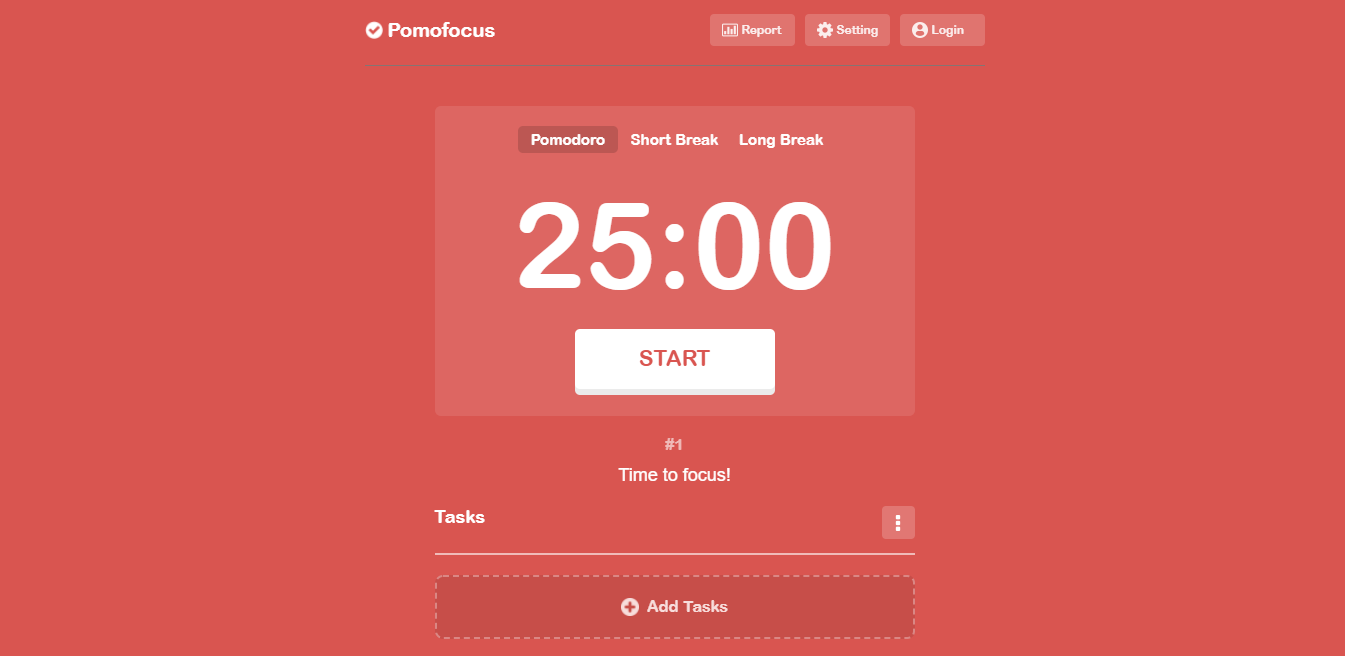 Pomofocus
Report
Setting
Login
Pomodoro
Short Break
Long Break
25:00
START
#1
Time to focus!
Tasks
Add Tasks